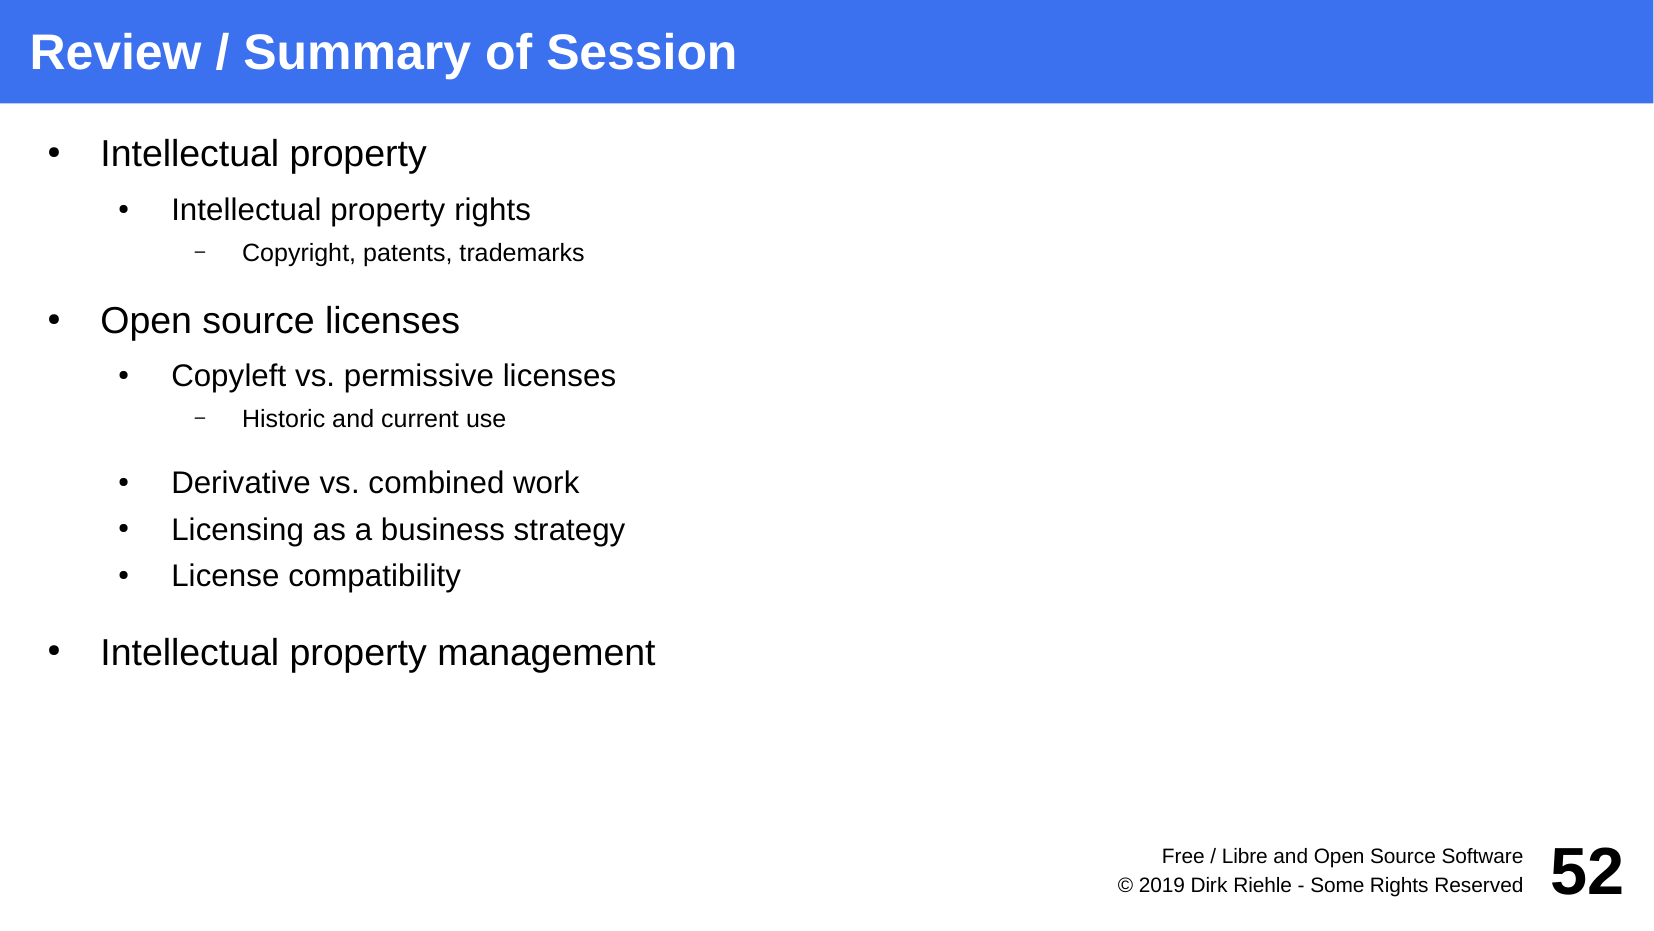 Review / Summary of Session
• Intellectual property
• Intellectual property rights
– Copyright, patents, trademarks
• Open source licenses
• Copyleft vs. permissive licenses
– Historic and current use
• Derivative vs. combined work
• Licensing as a business strategy
• License compatibility
• Intellectual property management
Free / Libre and Open Source Software
© 2019 Dirk Riehle - Some Rights Reserved
52